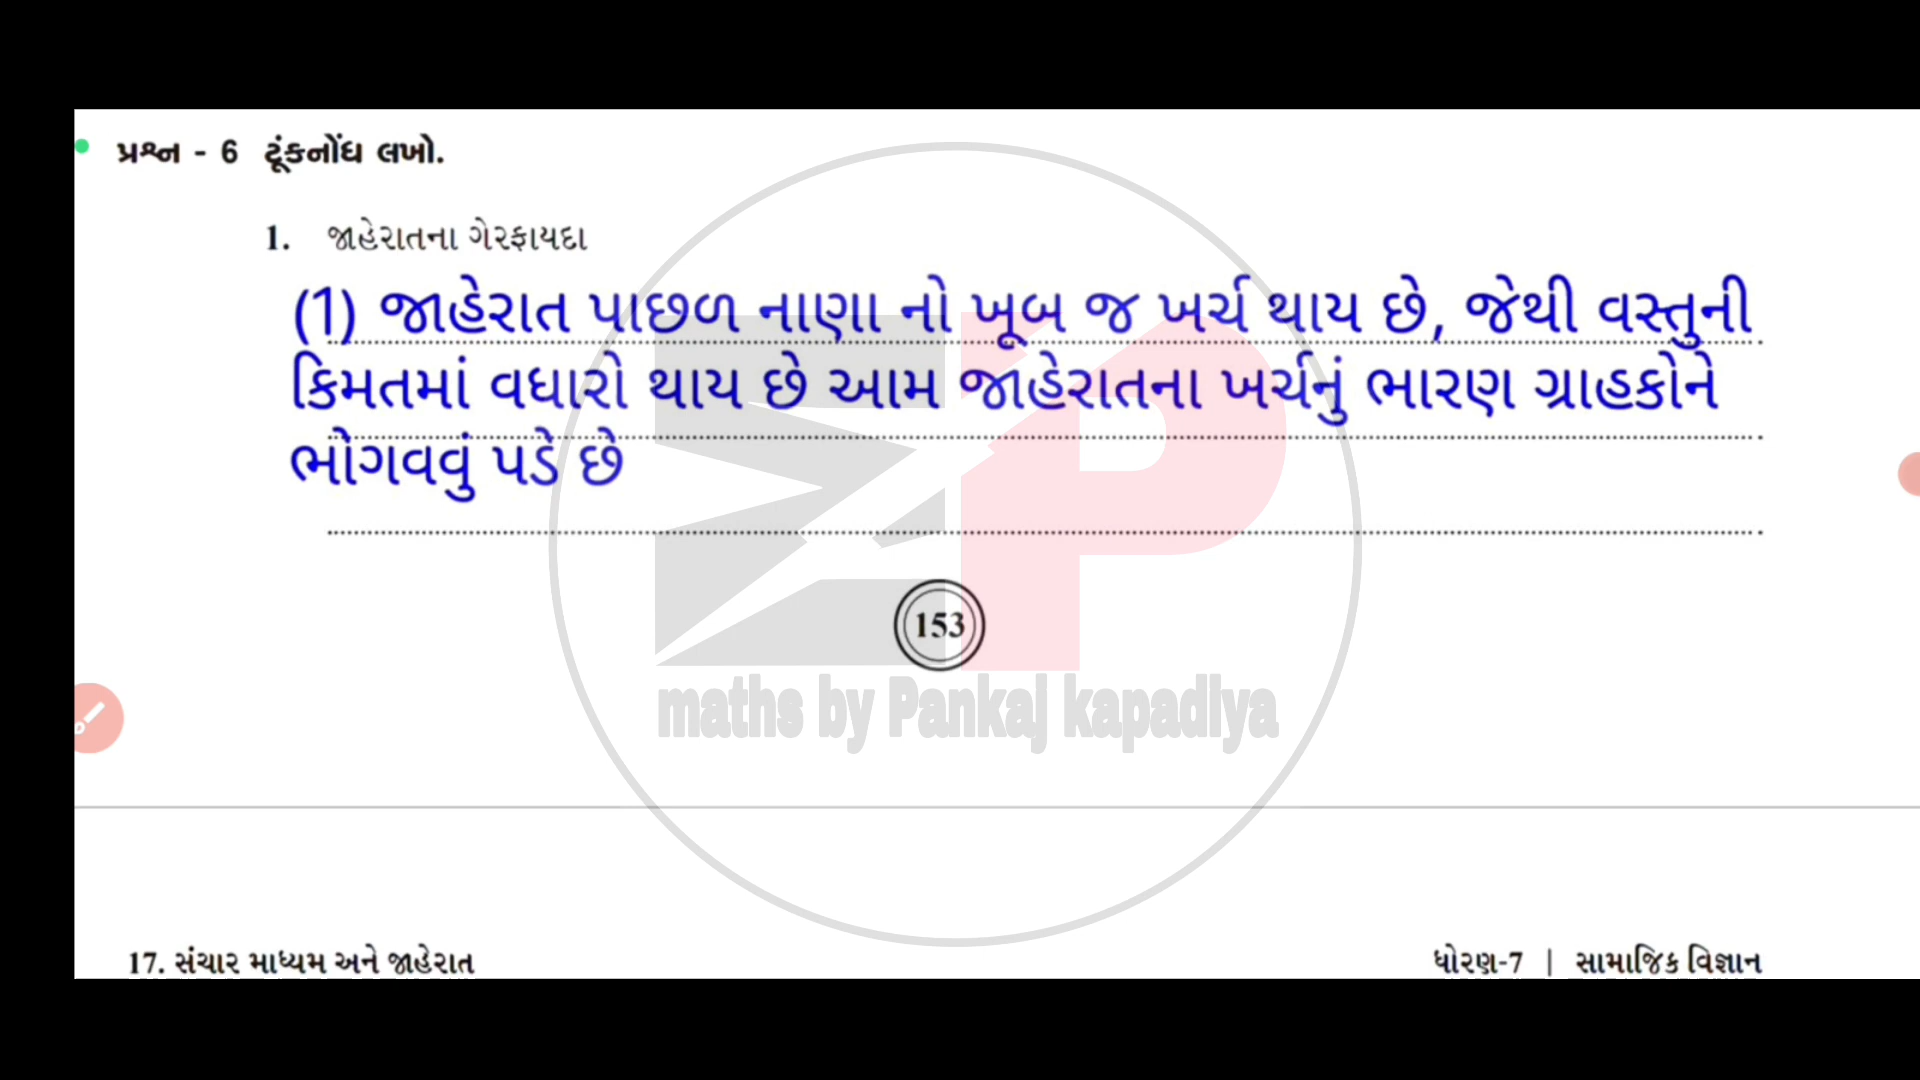 પ્રશ્ન - 6 ટૂંકનોંધ લખો.
1. જાહેરાતના ગેરફાયદા
(1) જાહેરાત પાછળ નાણા નો ખૂબ જ ખર્ચ થાય છે, જેથી વસ્તુની
કિમતમાં વધારો થાય છે આમ જાહેરાતના ખર્ચનું ભારણ ગ્રાહકોને
ભોગવવું પડે છે
153
maths by Pankaj kapadiya
17. સંચાર માધ્યમ અને જાહેરાત
ધોરણ-7 | સામાજિક વિજ્ઞાન